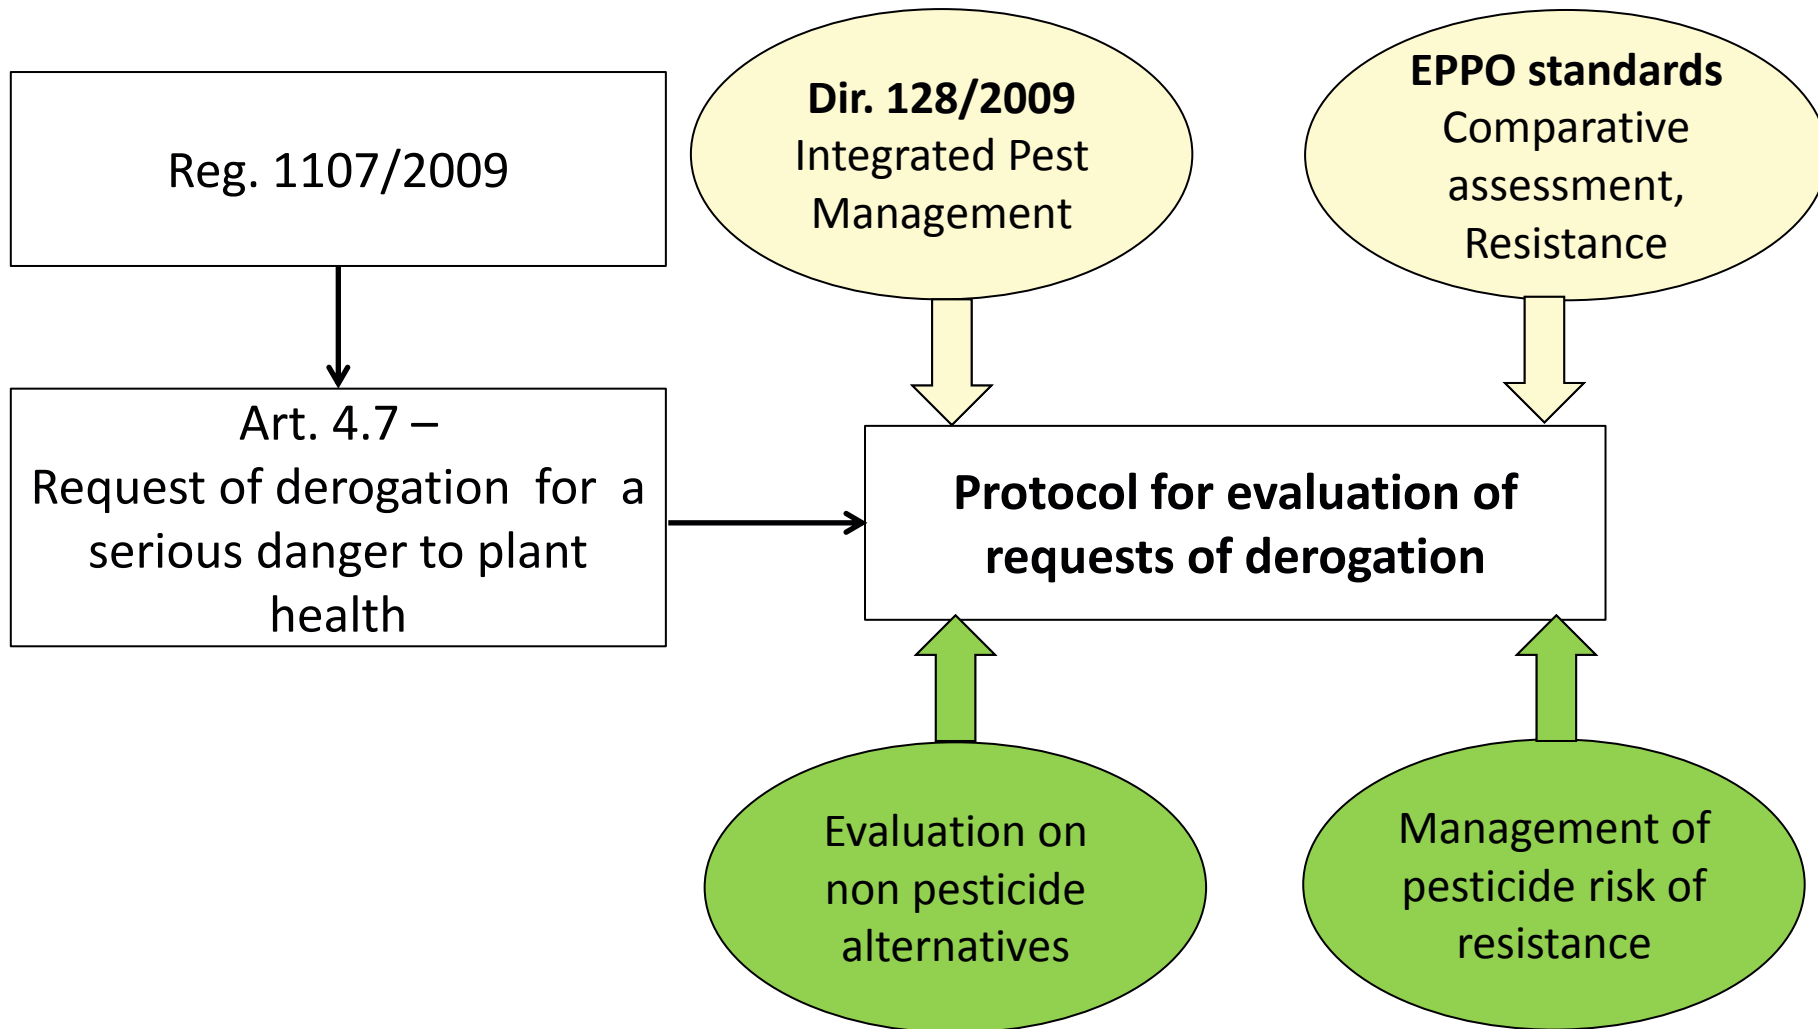 Reg. 1107/2009
Dir. 128/2009
Integrated Pest
Management
EPPO standards
Comparative
assessment,
Resistance
Art. 4.7 –
Request of derogation for a
serious danger to plant
health
Protocol for evaluation of
requests of derogation
Evaluation on
non pesticide
alternatives
Management of
pesticide risk of
resistance